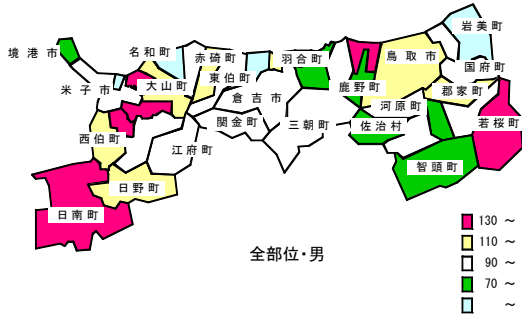 岩美町
境港市
名和町
赤碕町
羽合町
鳥取市
国府町
米子市
大山町
東伯町
鹿野町
郡家町
倉吉市
河原町
西伯町
関金町
三朝町
佐治村
若桜町
江府町
智頭町
日野町
日南町
全部位・男
130 ～
110 ～
90 ～
70 ～
～